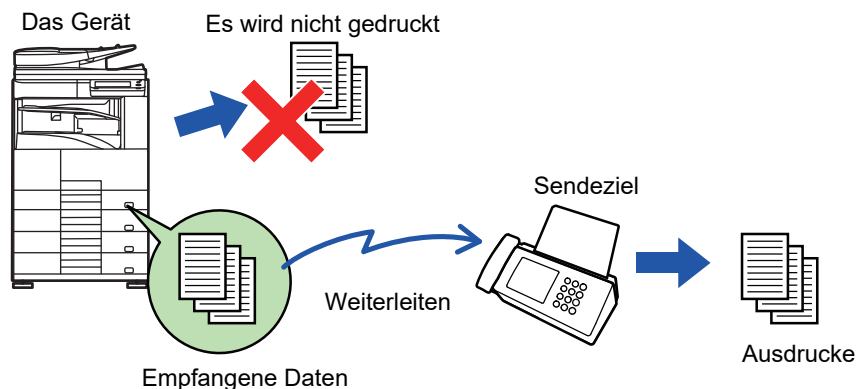 Das Gerät
Es wird nicht gedruckt
Sendeziel
Weiterleiten
Ausdrucke
Empfangene Daten